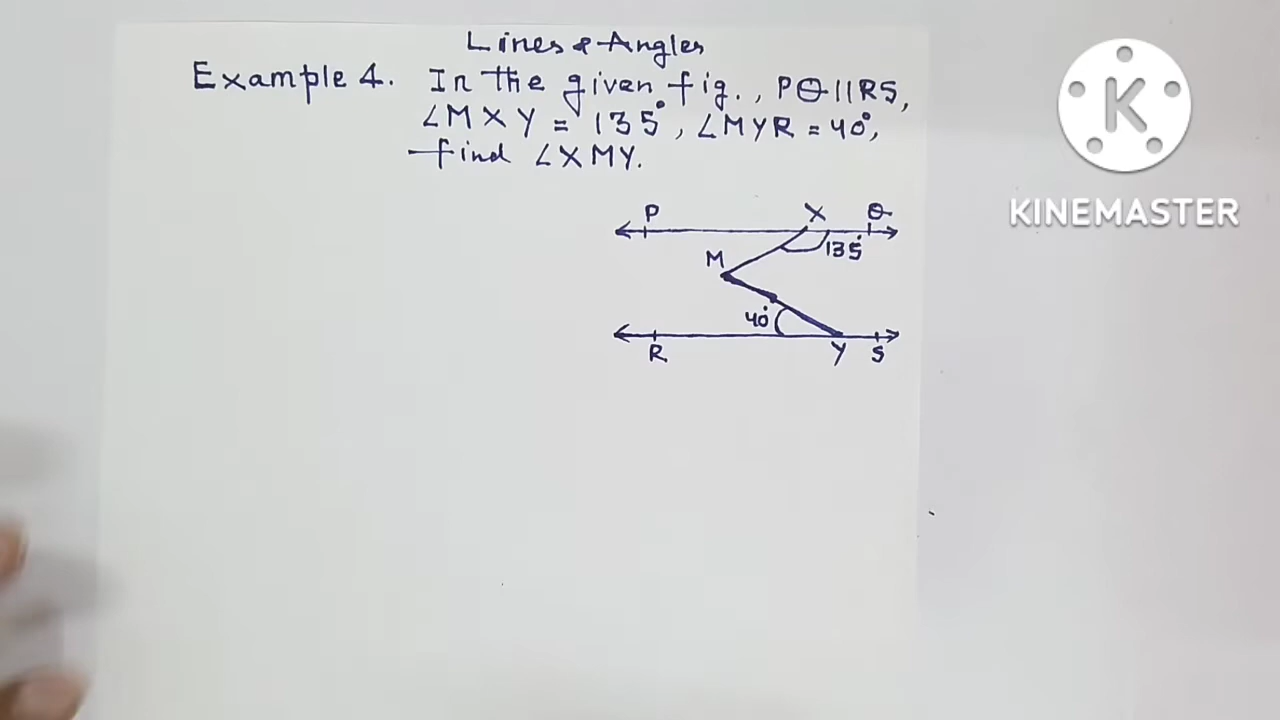 Lines & Angles
Example 4. In the given fig., PQ || RS,
∠MXY = 135°, ∠MYR = 40°,
find ∠XMY.
P X Q
135°
M
40°
R Y S
K
KINEMASTER